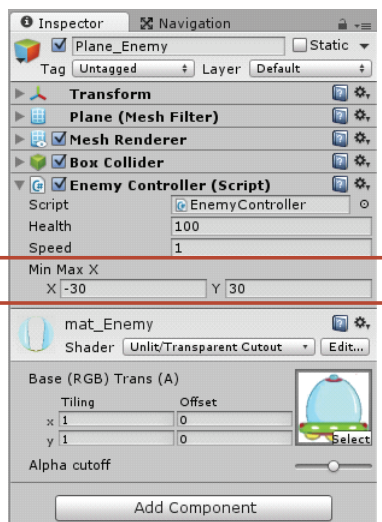 Inspector Navigation
Plane_Enemy Static
Tag Untagged Layer Default
Transform
Plane (Mesh Filter)
Mesh Renderer
Box Collider
Enemy Controller (Script)
Script EnemyController
Health 100
Speed 1
Min Max X
X -30 Y 30
mat_Enemy
Shader Unlit/Transparent Cutout Edit...
Base (RGB) Trans (A)
Tiling Offset
x 1 0
y 1 0
Select
Alpha cutoff
Add Component